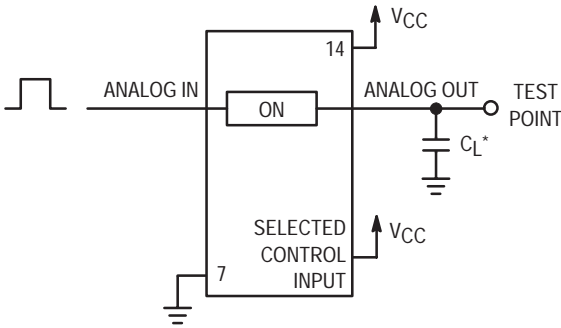 VCC
14
ANALOG IN
ON
ANALOG OUT
TEST
POINT
CL*
SELECTED
CONTROL
INPUT
VCC
7